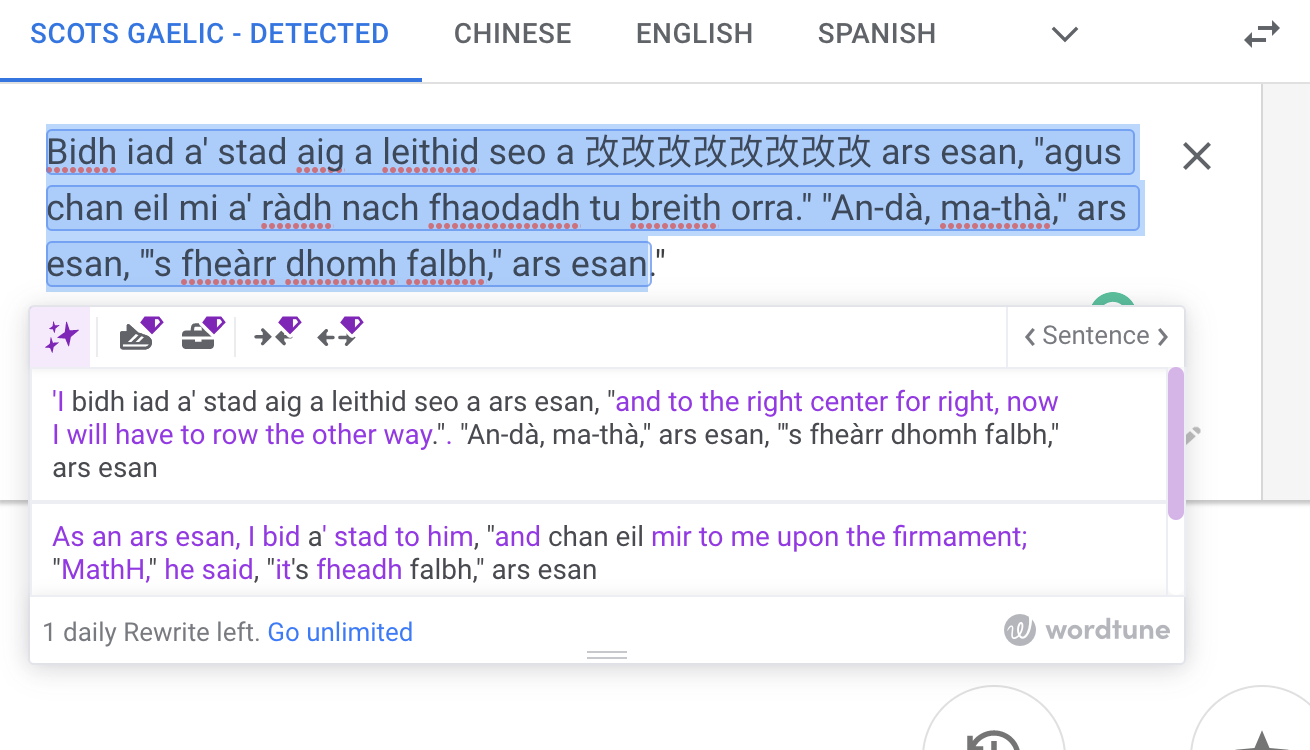 SCOTS GAELIC - DETECTED CHINESE ENGLISH SPANISH
Bidh iad a' stad aig a leithid seo a 改改改改改改改改 ars esan, "agus
chan eil mi a' ràdh nach fhaodadh tu breith orra." "An-dà, ma-thà," ars
esan, "'s fheàrr dhomh falbh," ars esan."
Sentence
'I bidh iad a' stad aig a leithid seo a ars esan, "and to the right center for right, now
I will have to row the other way.". "An-dà, ma-thà," ars esan, "'s fheàrr dhomh falbh,"
ars esan
As an ars esan, I bid a' stad to him, "and chan eil mir to me upon the firmament;
"MathH," he said, "it's fheadh falbh," ars esan
1 daily Rewrite left. Go unlimited
wordtune